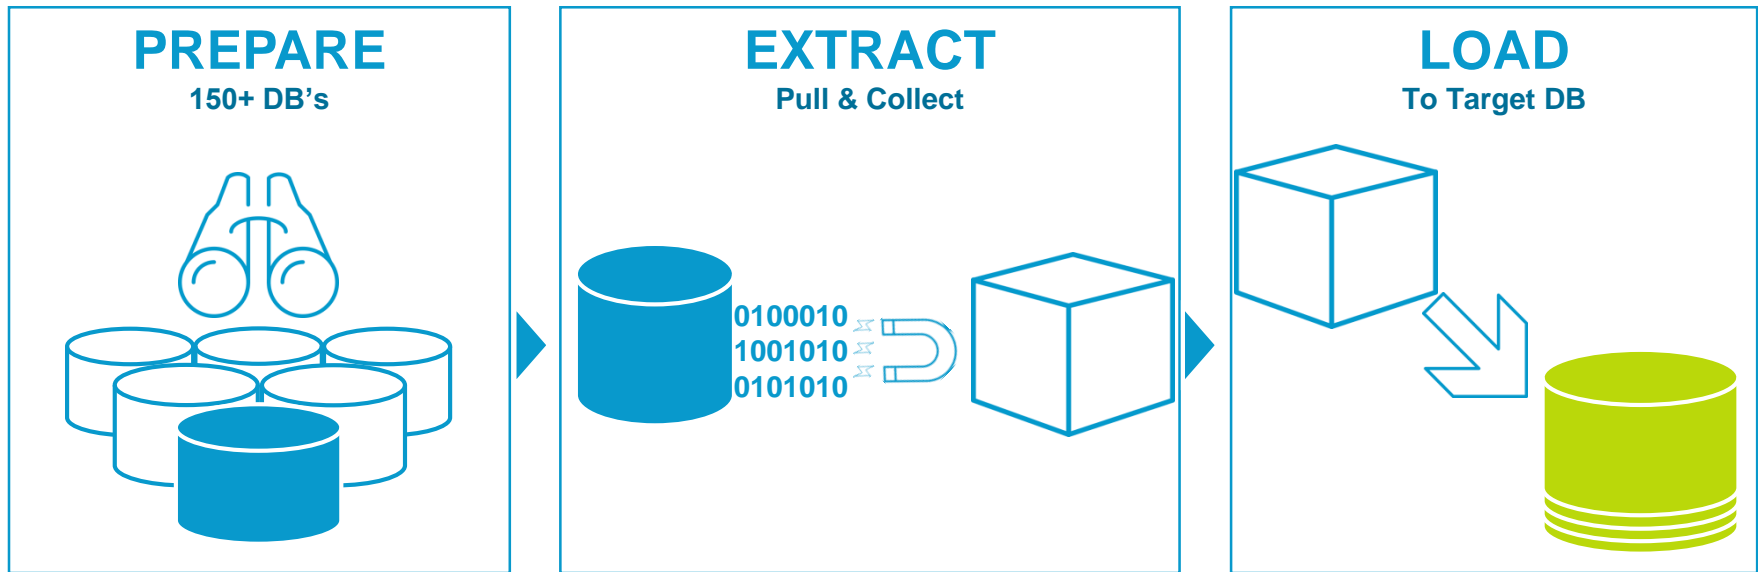 PREPARE
150+ DB's
EXTRACT
Pull & Collect
0100010
1001010
0101010
LOAD
To Target DB